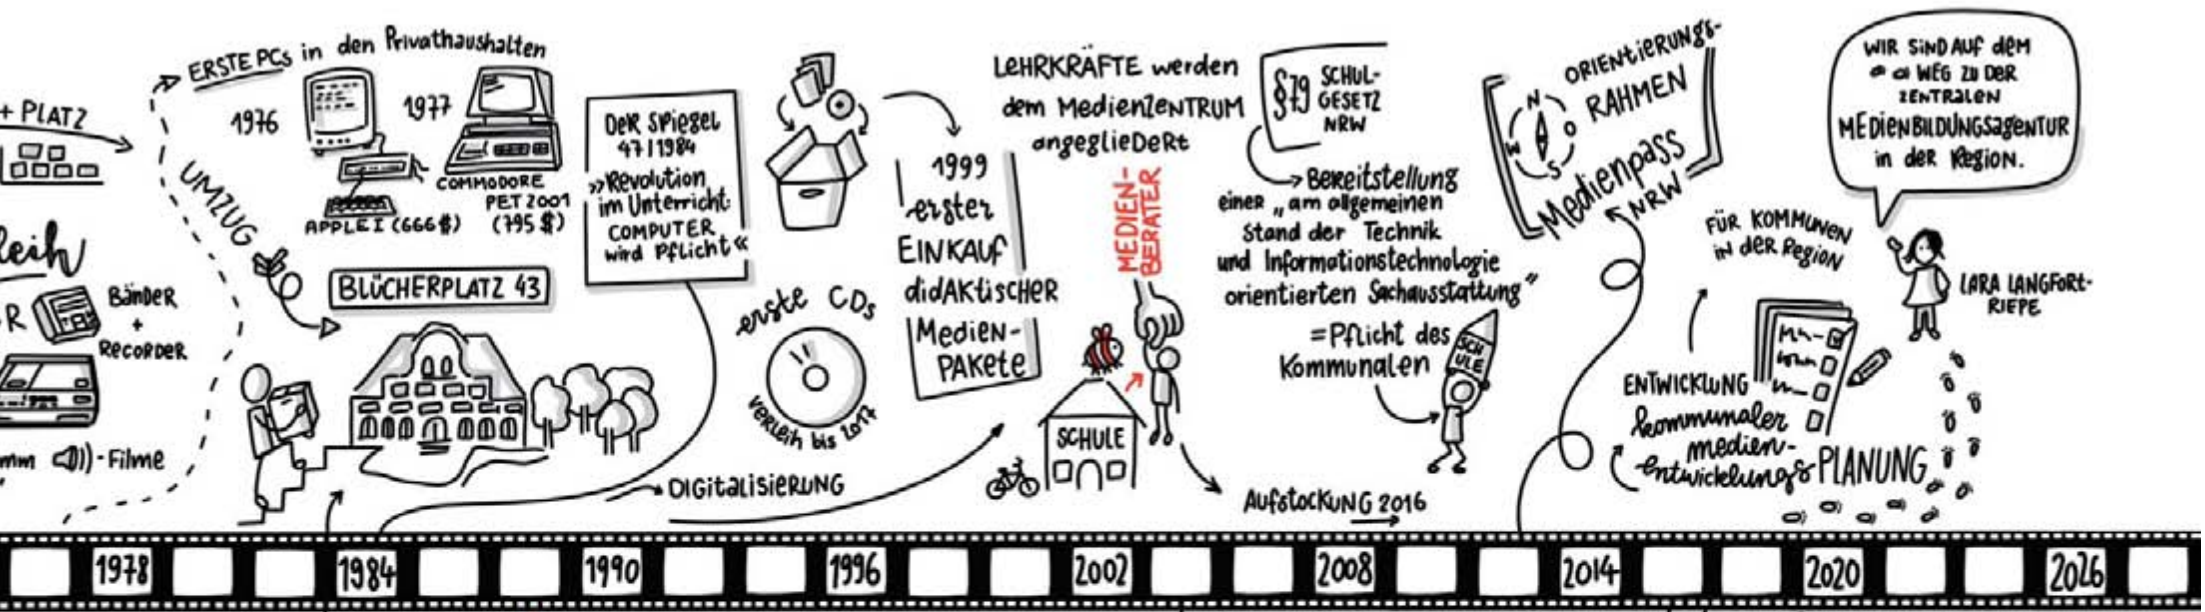 + PLATZ
leih
R
BÄNDER
+
RECORDER
mm )) - Filme
ERSTE PCs in den Privathaushalten
1976
1977
COMMODORE
PET 2001
(795 $)
APPLE I (666 $)
UMZUG
BLÜCHERPLATZ 43
DER SPIEGEL
47 | 1984
»Revolution
im Unterricht:
COMPUTER
wird Pflicht«
erste CDs
verleih bis 2017
DIGitalisiERUNG
1999
erster
EINKAUF
didaktischer
Medien-
PAKete
LEHRKRÄFTE werden
dem MedienZENTRUM
angeglieDeRt
MEDIEN-
BERATER
SCHULE
AUFStOCKUNG 2016
§79 SCHUL-
GESETZ
NRW
Bereitstellung
einer „am allgemeinen
Stand der Technik
und Informationstechnologie
orientierten Sachausstattung"
=Pflicht des
Kommunalen
SCH
ULE
ORIENTIERUNGS-
RAHMEN
Medienpass
NRW
N
O
S
W
FÜR KOMMUNEN
in der Region
ENTWICKLUNG
kommunaler
medien-
entwicklungsPLANUNG
WIR SIND AUF DEM
WEG ZU DER
ZENTRALEN
MEDIENBILDUNGSAGENTUR
in der Region.
LARA LANGFORT-
RIEPE
1978
1984
1990
1996
2002
2008
2014
2020
2026